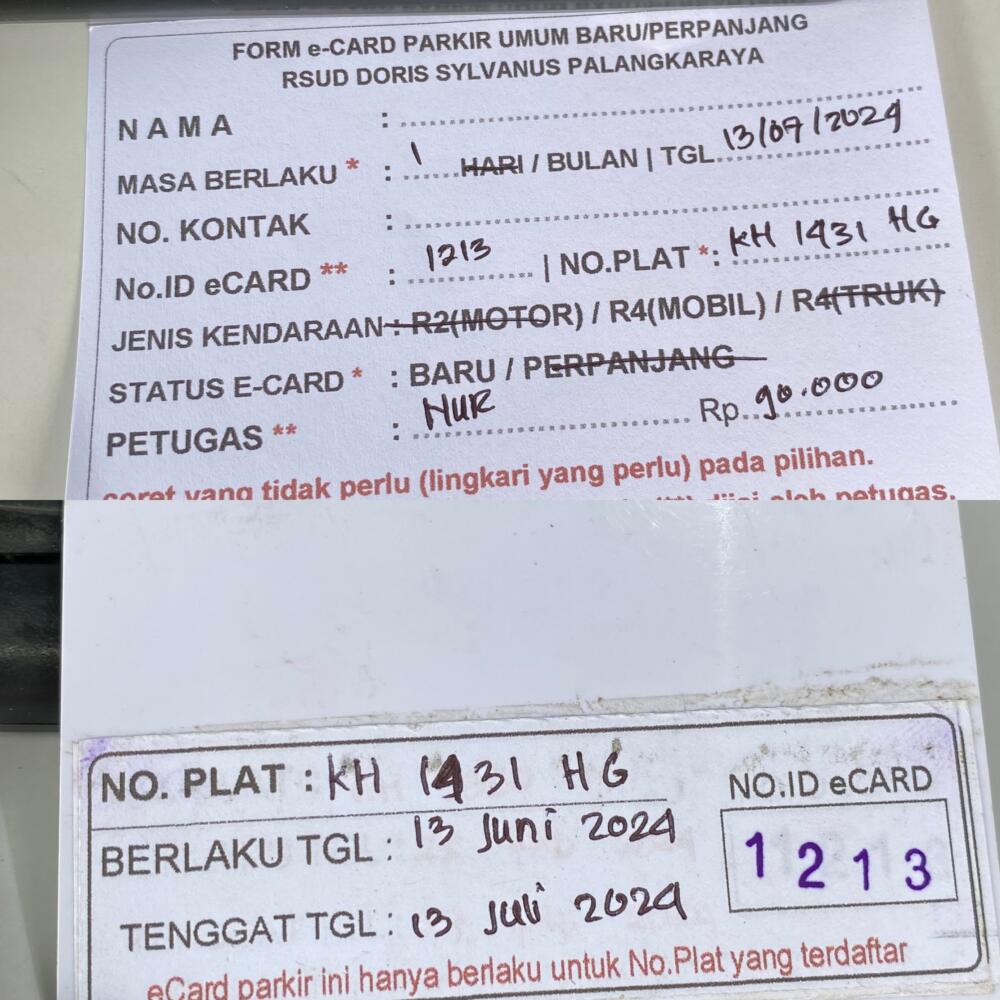 FORM e-CARD PARKIR UMUM BARU/PERPANJANG
RSUD DORIS SYLVANUS PALANGKARAYA
NAMA :
MASA BERLAKU * : 1 HARI / BULAN | TGL. 13/07/2024
NO. KONTAK :
No.ID eCARD ** : 1213 | NO.PLAT *: KH 1431 HG
JENIS KENDARAAN : R2(MOTOR) / R4(MOBIL) / R4(TRUK)
STATUS E-CARD * : BARU / PERPANJANG
PETUGAS ** : NUR Rp. 90.000
coret yang tidak perlu (lingkari yang perlu) pada pilihan.
(**) diisi oleh petugas.
NO. PLAT : KH 1431 HG
NO.ID eCARD
BERLAKU TGL : 13 Juni 2024
1213
TENGGAT TGL : 13 Juli 2024
eCard parkir ini hanya berlaku untuk No.Plat yang terdaftar